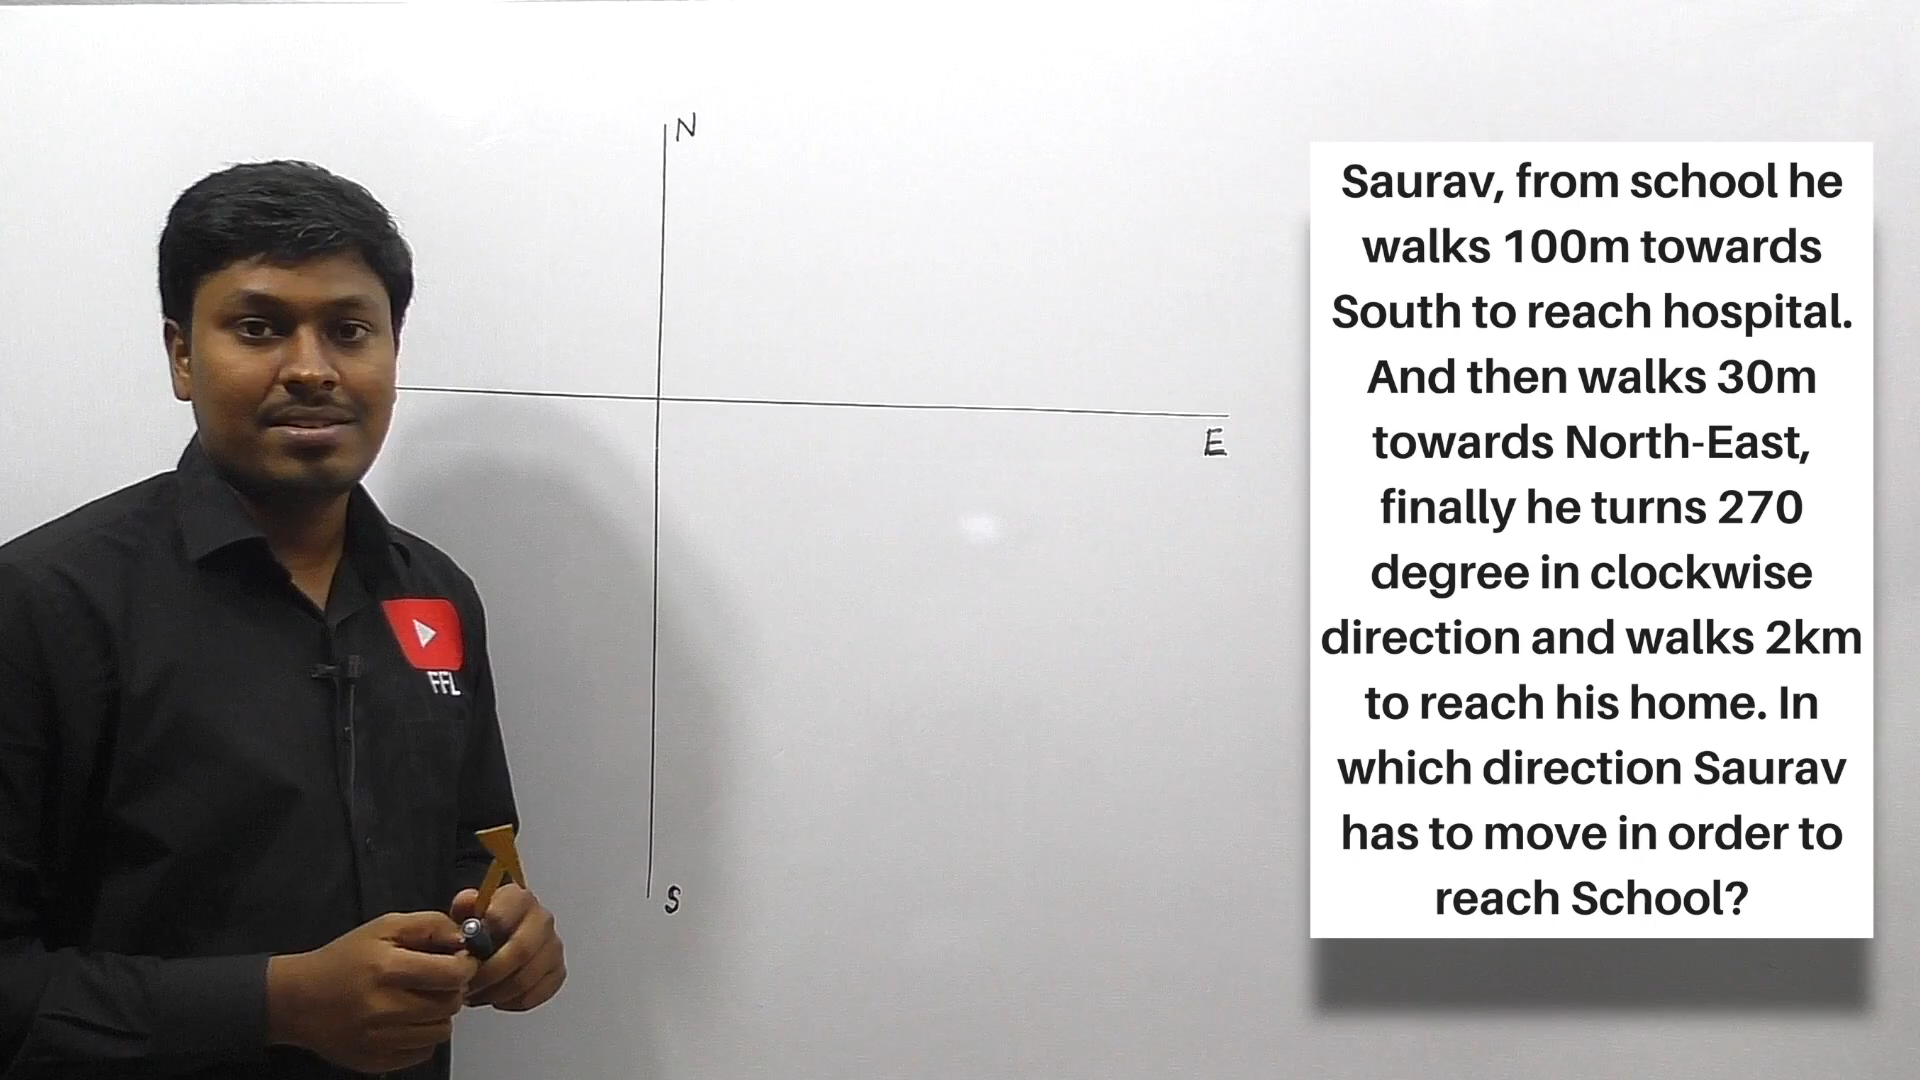 N
E
S
FFL
Saurav, from school he
walks 100m towards
South to reach hospital.
And then walks 30m
towards North-East,
finally he turns 270
degree in clockwise
direction and walks 2km
to reach his home. In
which direction Saurav
has to move in order to
reach School?